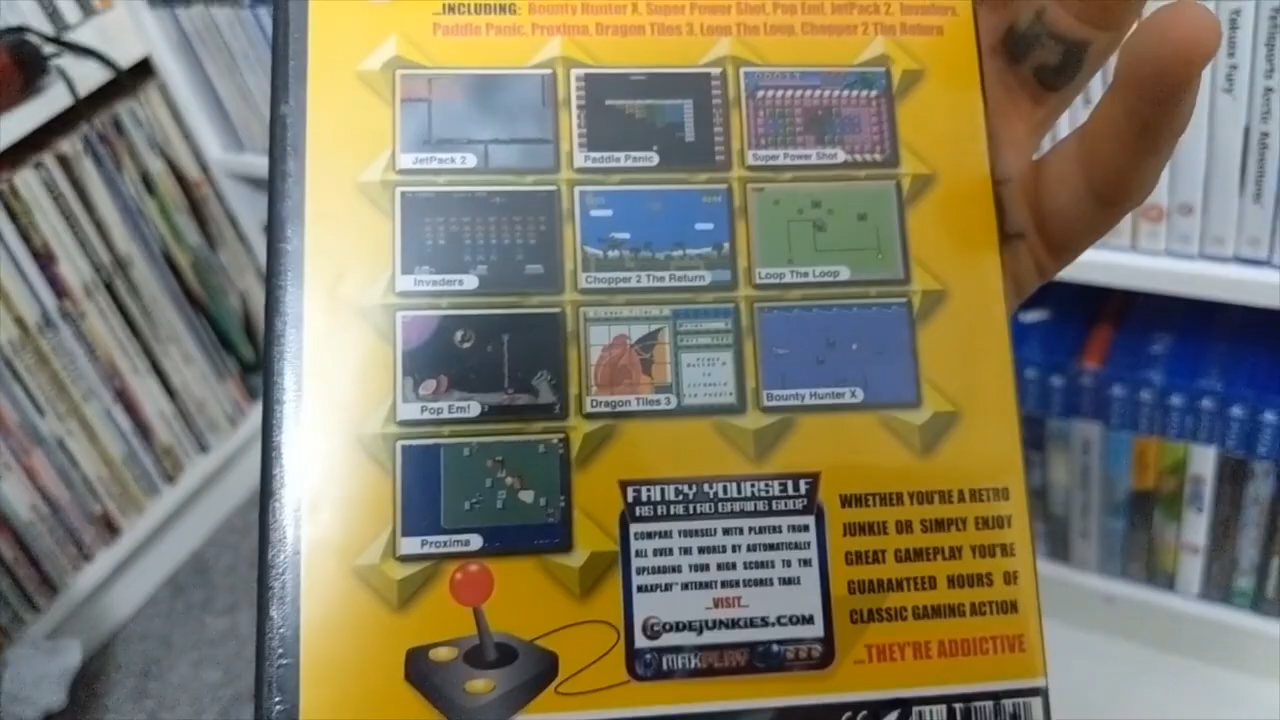 ...INCLUDING: Bounty Hunter X, Super Power Shot, Pop Em!, JetPack 2, Invaders,
Paddle Panic, Proxima, Dragon Tiles 3, Loop The Loop, Chopper 2 The Return
JetPack 2
Paddle Panic
Super Power Shot
Invaders
Chopper 2 The Return
Loop The Loop
Pop Em!
Dragon Tiles 3
Bounty Hunter X
Proxima
FANCY YOURSELF
AS A RETRO GAMING GOD?
COMPARE YOURSELF WITH PLAYERS FROM
ALL OVER THE WORLD BY AUTOMATICALLY
UPLOADING YOUR HIGH SCORES TO THE
MAXPLAY™ INTERNET HIGH SCORES TABLE
...VISIT...
CODEJUNKIES.COM
MAXPLAY
WHETHER YOU'RE A RETRO
JUNKIE OR SIMPLY ENJOY
GREAT GAMEPLAY YOU'RE
GUARANTEED HOURS OF
CLASSIC GAMING ACTION
...THEY'RE ADDICTIVE